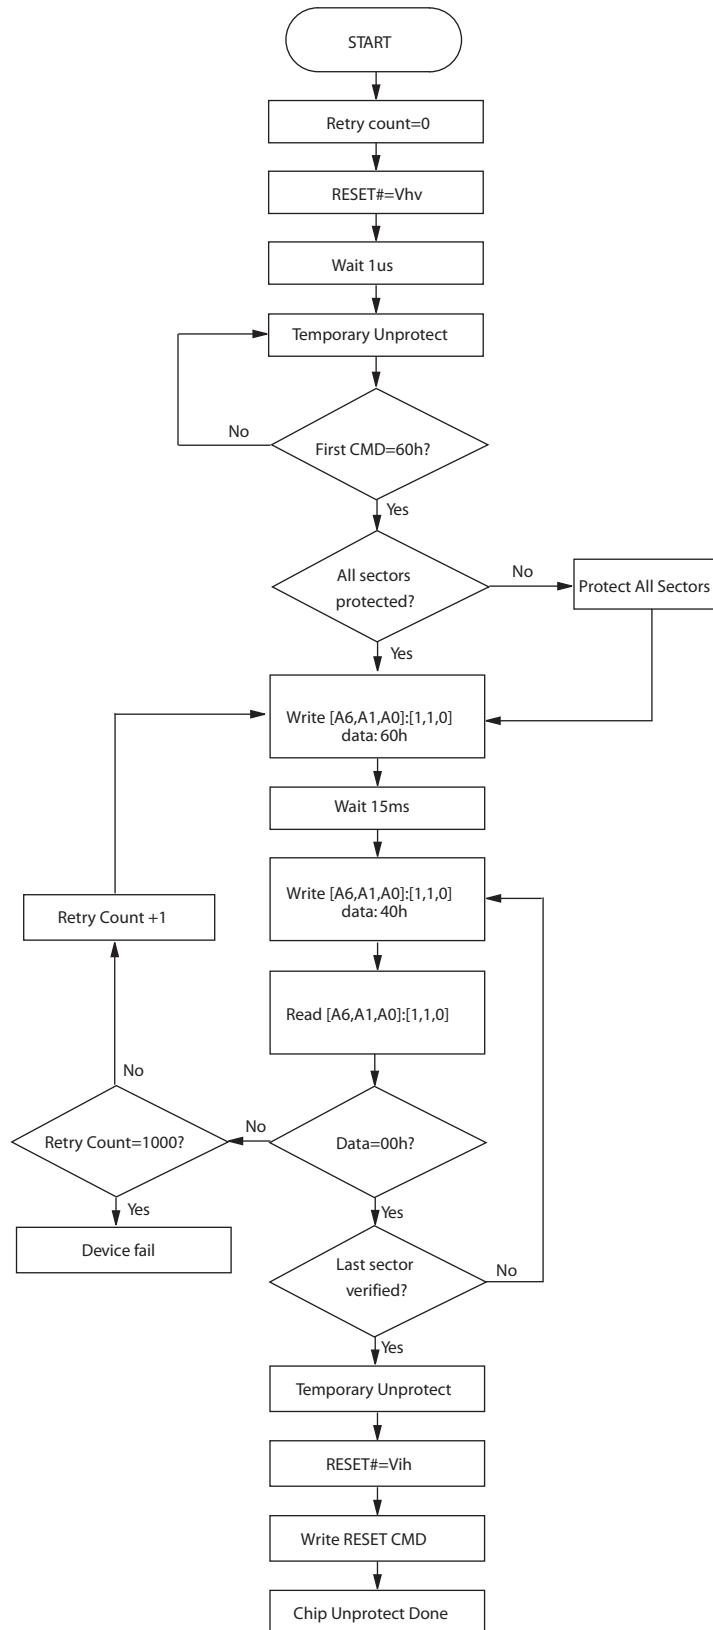 START
Retry count=0
RESET#=Vhv
Wait 1us
Temporary Unprotect
No
First CMD=60h?
Yes
All sectors
protected?
No
Protect All Sectors
Yes
Write [A6,A1,A0]:[1,1,0]
data: 60h
Wait 15ms
Write [A6,A1,A0]:[1,1,0]
data: 40h
Retry Count +1
Read [A6,A1,A0]:[1,1,0]
No
Retry Count=1000?
No
Data=00h?
Yes
Yes
Device fail
Last sector
verified?
No
Yes
Temporary Unprotect
RESET#=Vih
Write RESET CMD
Chip Unprotect Done